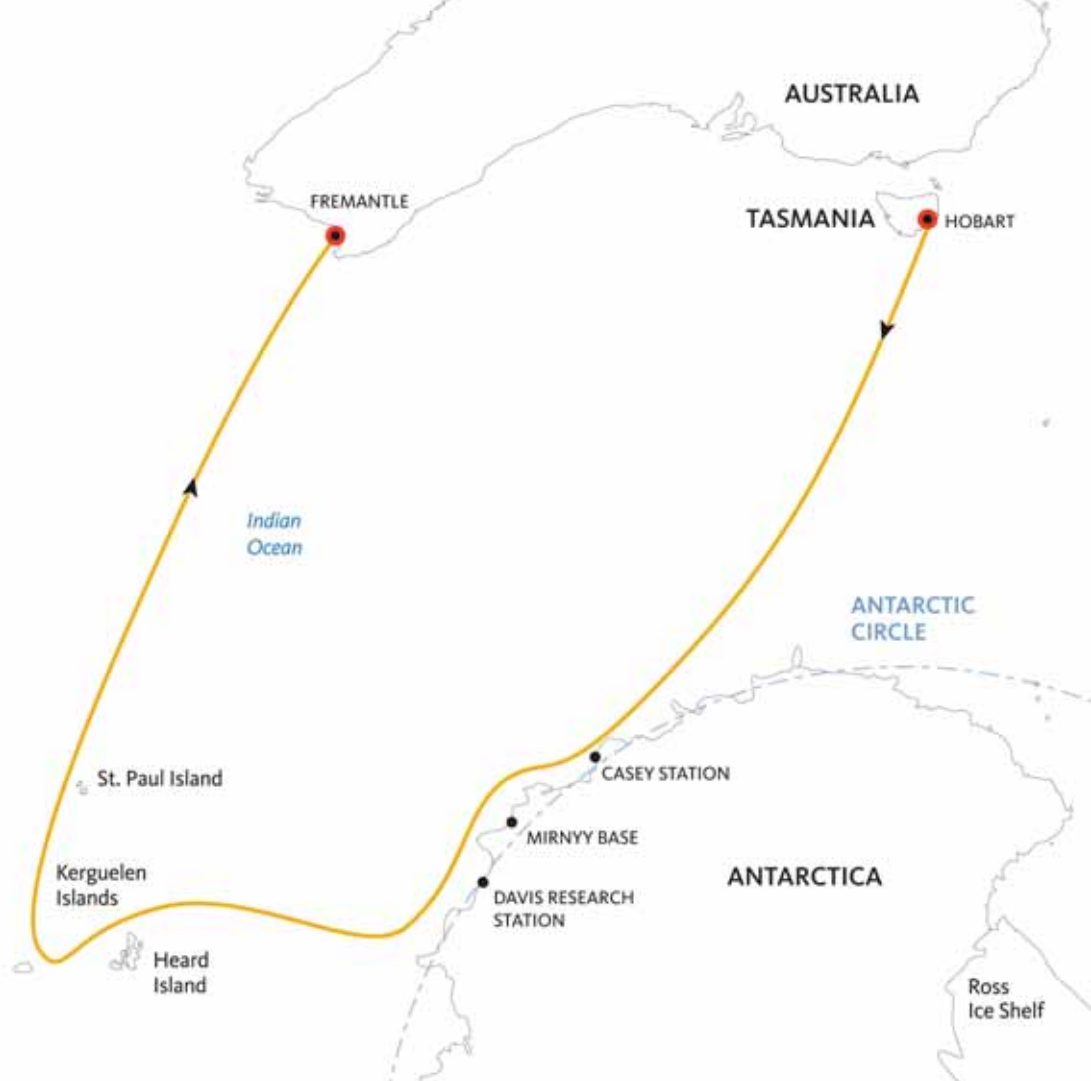 AUSTRALIA
FREMANTLE
TASMANIA
HOBART
Indian
Ocean
ANTARCTIC
CIRCLE
St. Paul Island
CASEY STATION
MIRNYY BASE
Kerguelen
Islands
ANTARCTICA
DAVIS RESEARCH
STATION
Heard
Island
Ross
Ice Shelf